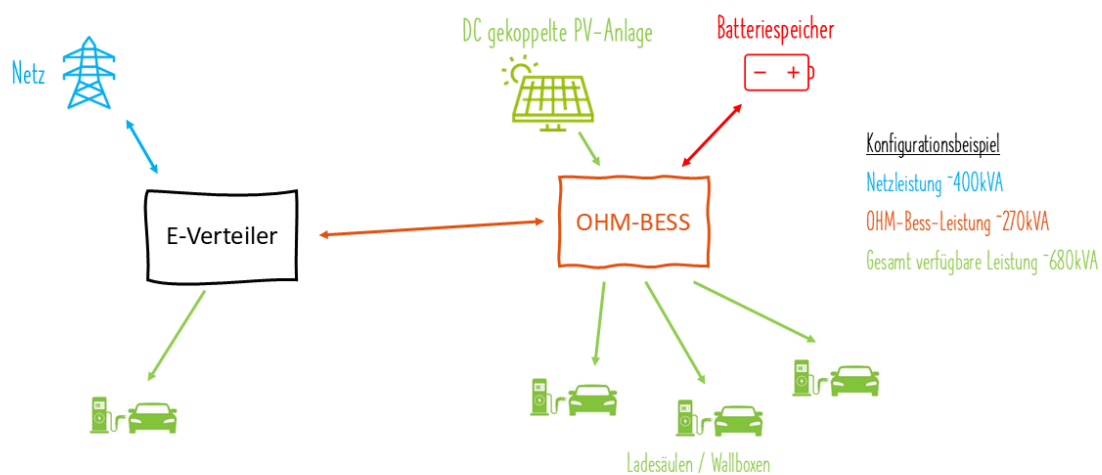 DC gekoppelte PV-Anlage
Batteriespeicher
Netz
Konfigurationsbeispiel
Netzleistung ~400kVA
E-Verteiler
OHM-BESS
OHM-Bess-Leistung ~270kVA
Gesamt verfügbare Leistung ~680kVA
Ladesäulen / Wallboxen